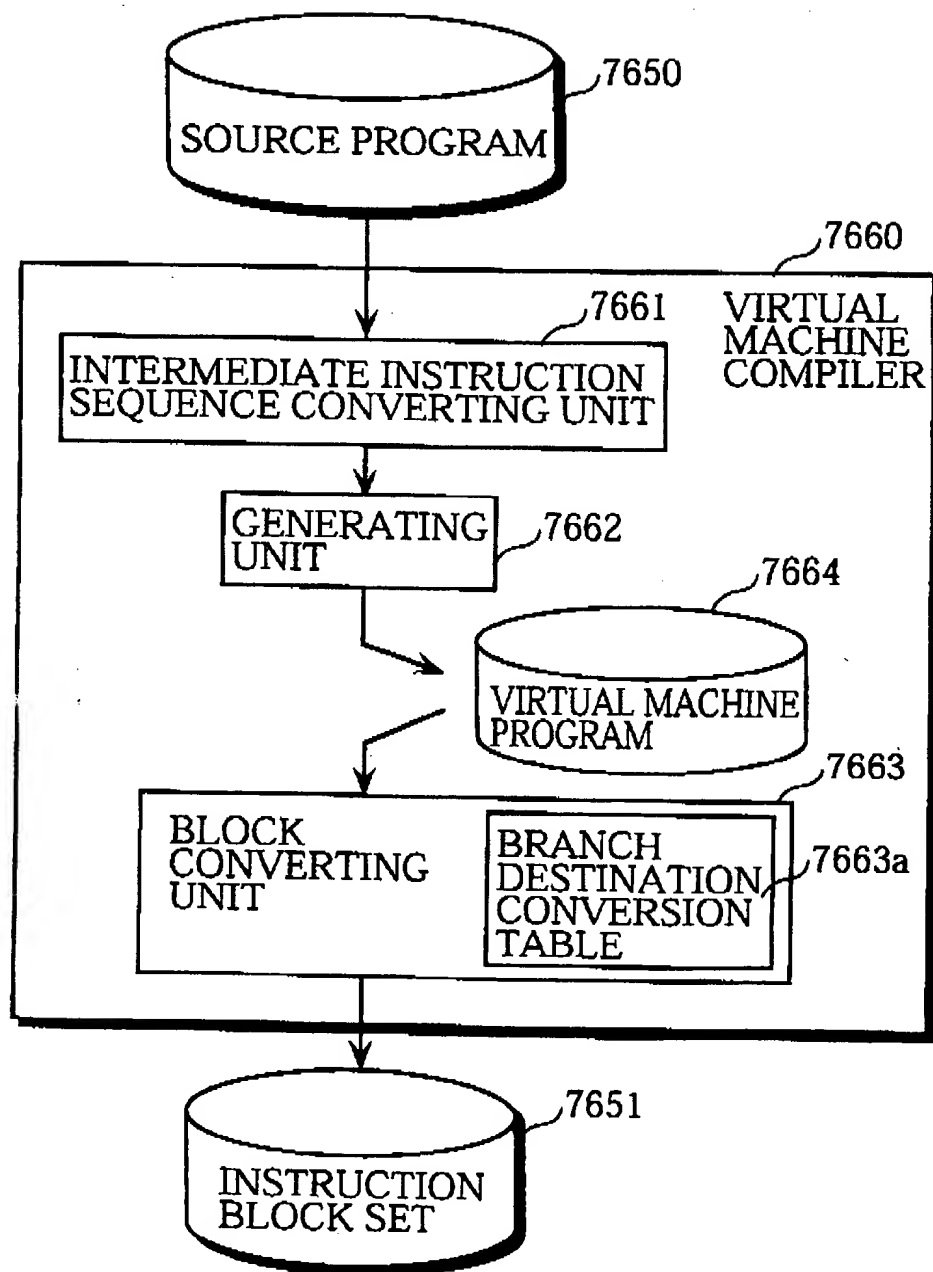 7650
SOURCE PROGRAM
7660
VIRTUAL
MACHINE
COMPILER
7661
INTERMEDIATE INSTRUCTION
SEQUENCE CONVERTING UNIT
GENERATING
UNIT
7662
7664
VIRTUAL MACHINE
PROGRAM
7663
BLOCK
CONVERTING
UNIT
BRANCH
DESTINATION
CONVERSION
TABLE
7663a
7651
INSTRUCTION
BLOCK SET